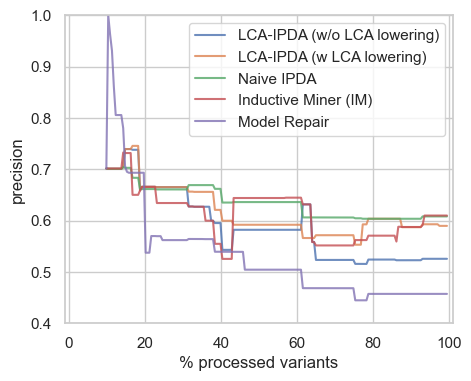 1.0
0.9
0.8
0.7
0.6
0.5
0.4
precision
LCA-IPDA (w/o LCA lowering)
LCA-IPDA (w LCA lowering)
Naive IPDA
Inductive Miner (IM)
Model Repair
0 20 40 60 80 100
% processed variants